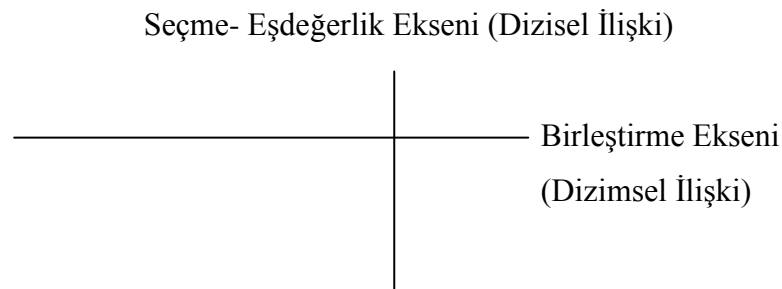 Seçme- Eşdeğerlik Ekseni (Dizisel İlişki)
Birleştirme Ekseni
(Dizimsel İlişki)